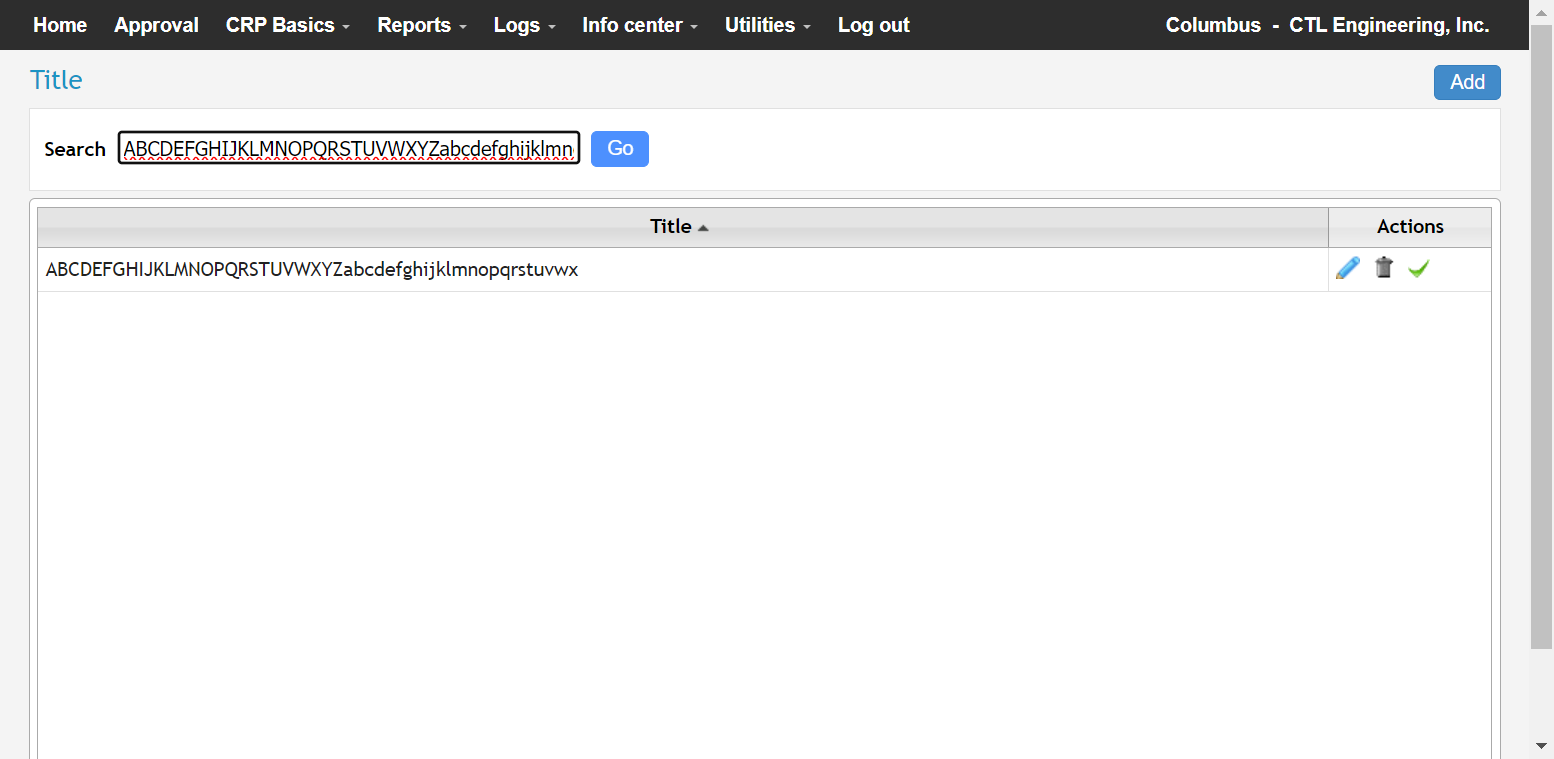 Home Approval CRP Basics Reports Logs Info center Utilities Log out Columbus - CTL Engineering, Inc.
Title Add
Search ABCDEFGHIJKLMNOPQRSTUVWXYZabcdefghijklmn Go
Title Actions
ABCDEFGHIJKLMNOPQRSTUVWXYZabcdefghijklmnopqrstuvwx